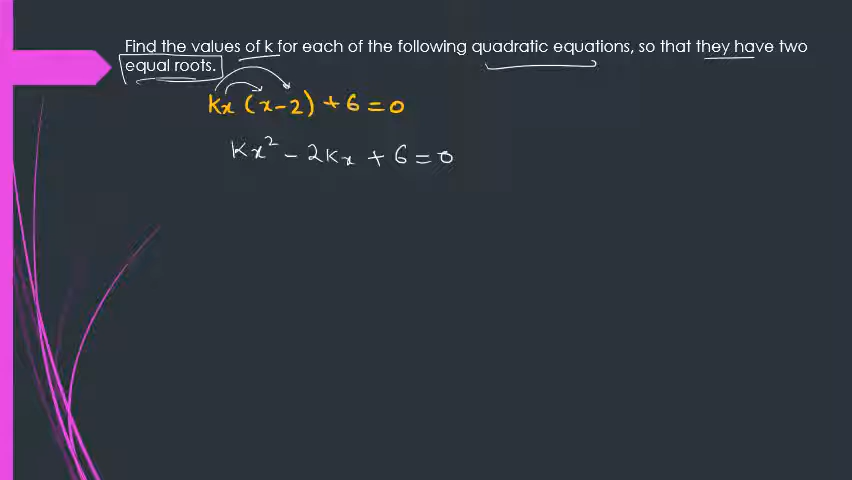 Find the values of k for each of the following quadratic equations, so that they have two
equal roots.
kx (x-2) + 6 = 0
kx² - 2kx + 6 = 0